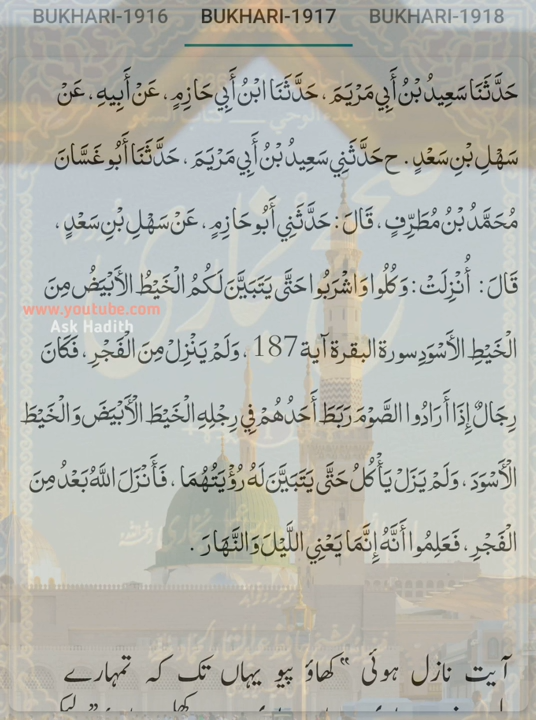 BUKHARI-1916 BUKHARI-1917 BUKHARI-1918
حَدَّثَنَا سَعِيدُ بْنُ أَبِي مَرْيَمَ ، حَدَّثَنَا ابْنُ أَبِي حَازِمٍ ، عَنْ أَبِيهِ ، عَنْ
سَهْلِ بْنِ سَعْدٍ . ح حَدَّثَنِي سَعِيدُ بْنُ أَبِي مَرْيَمَ ، حَدَّثَنَا أَبُو غَسَّانَ
مُحَمَّدُ بْنُ مُطَرِّفٍ ، قَالَ : حَدَّثَنِي أَبُو حَازِمٍ ، عَنْ سَهْلِ بْنِ سَعْدٍ ،
قَالَ : أُنْزِلَتْ : وَكُلُوا وَاشْرَبُوا حَتَّى يَتَبَيَّنَ لَكُمُ الْخَيْطُ الأَبْيَضُ مِنَ
www.youtube.com
Ask Hadith
الْخَيْطِ الأَسْوَدِ سورة البقرة آية 187 ، وَلَمْ يَنْزِلْ مِنَ الْفَجْرِ ، فَكَانَ
رِجَالٌ إِذَا أَرَادُوا الصَّوْمَ رَبَطَ أَحَدُهُمْ فِي رِجْلِهِ الْخَيْطَ الْأَبْيَضَ وَالْخَيْطَ
الْأَسْوَدَ ، وَلَمْ يَزَلْ يَأْكُلُ حَتَّى يَتَبَيَّنَ لَهُ رُؤْيَتُهُمَا ، فَأَنْزَلَ اللَّهُ بَعْدُ مِنَ
الْفَجْرِ ، فَعَلِمُوا أَنَّهُ إِنَّمَا يَعْنِي اللَّيْلَ وَالنَّهَارَ .
آیت نازل ہوئی ” کھاؤ پیو یہاں تک کہ تمہارے